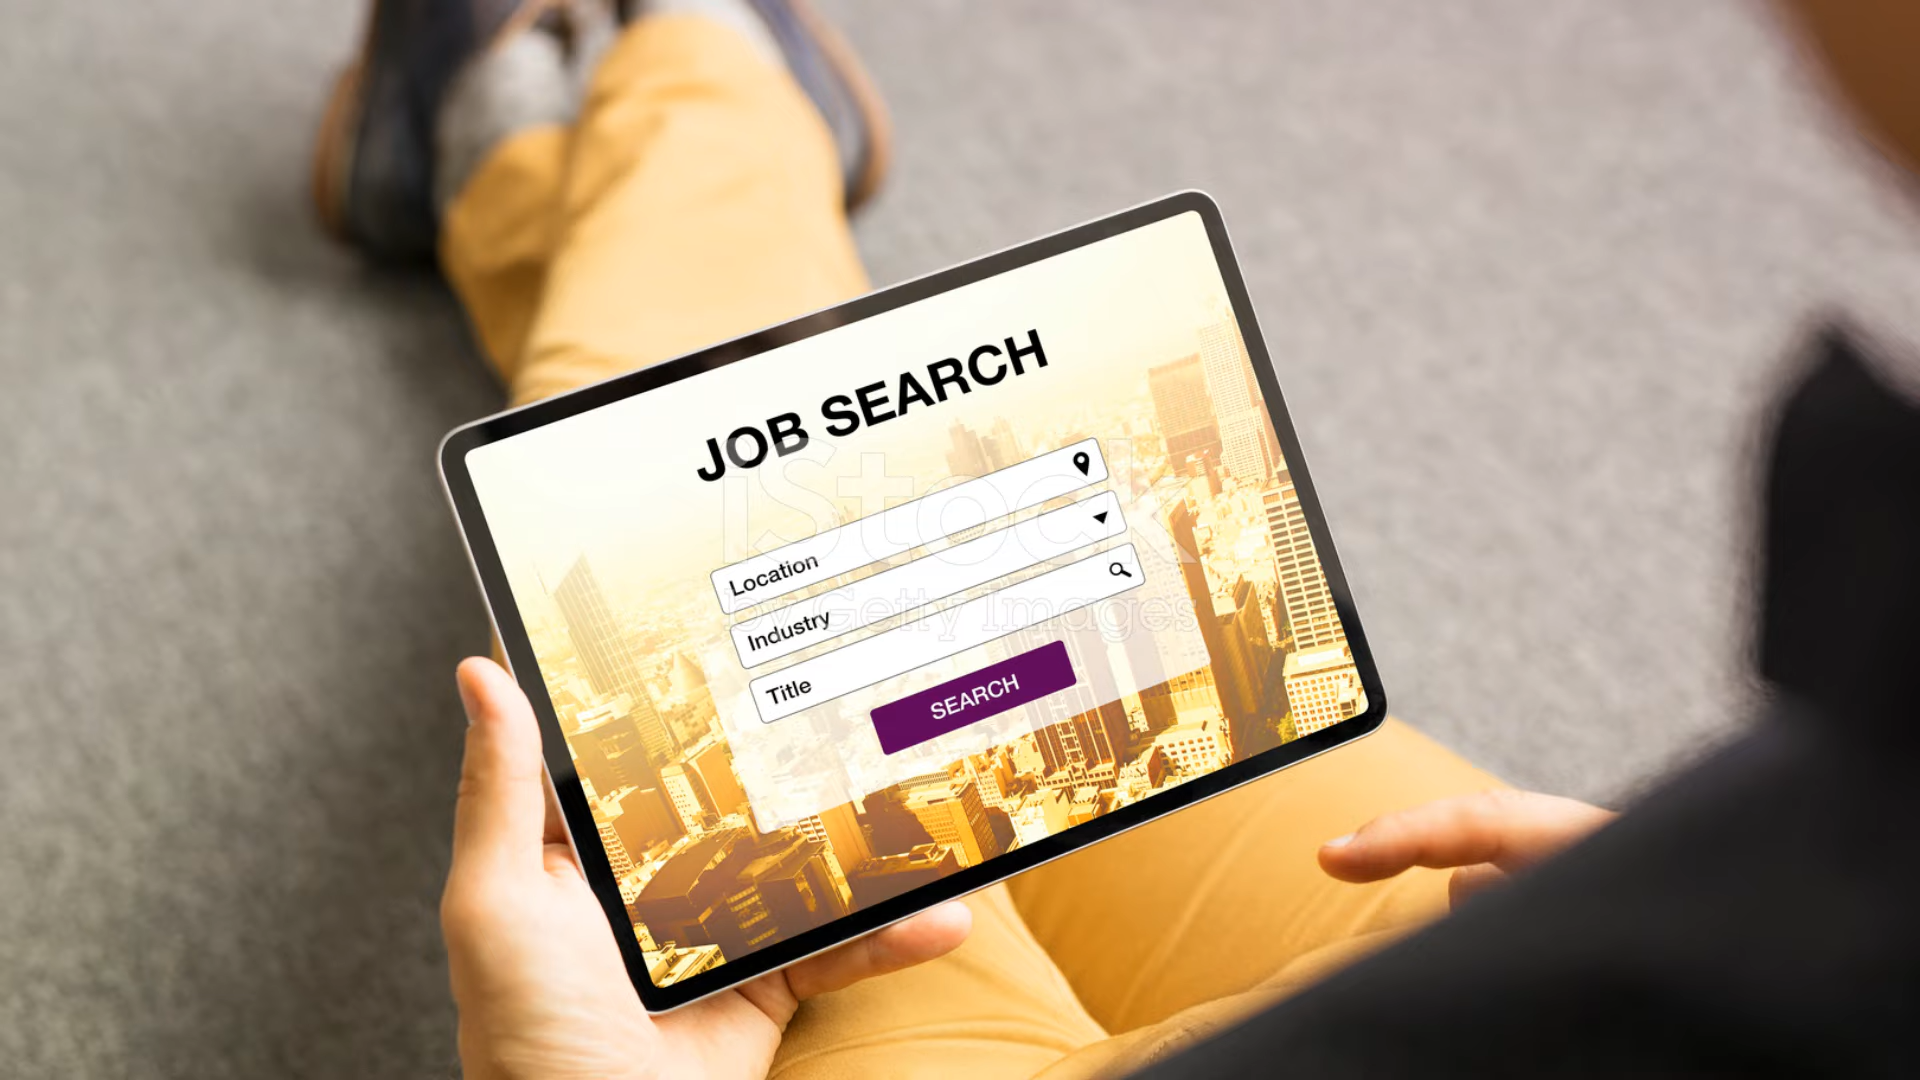 JOB SEARCH
Location
Industry
Title
SEARCH
iStock
by Getty Images